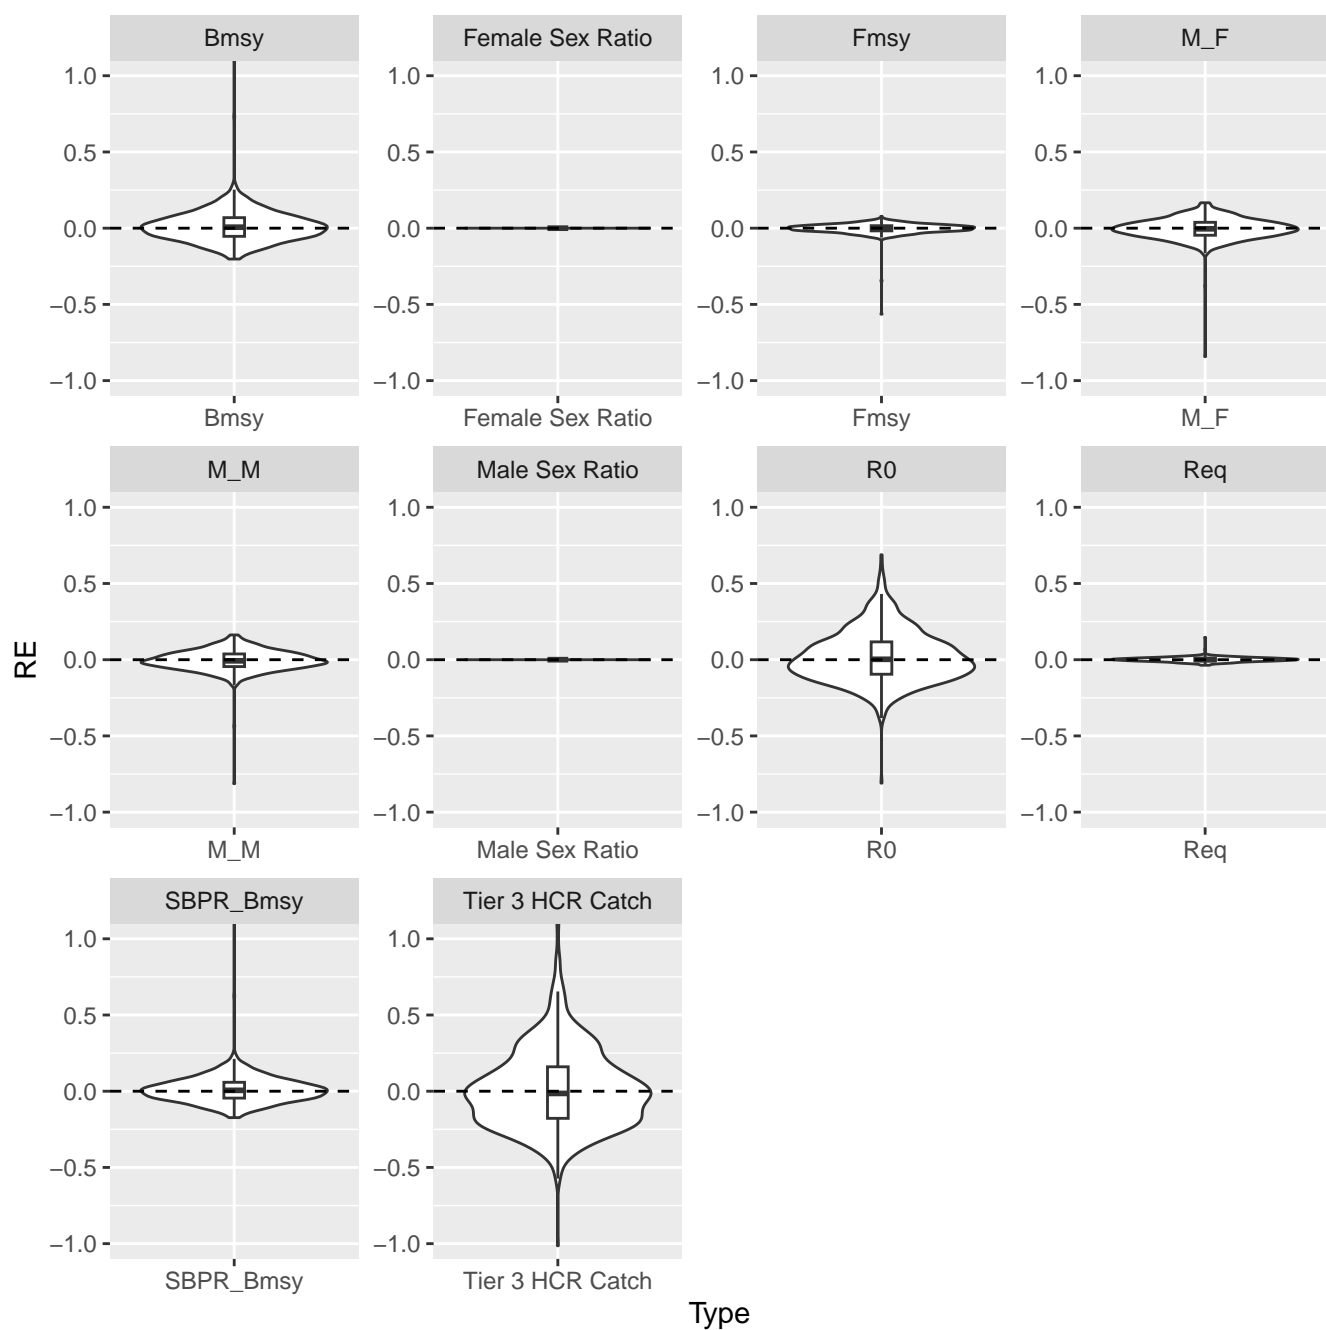 Bmsy Female Sex Ratio Fmsy M_F
1.0 1.0 1.0 1.0
0.5 0.5 0.5 0.5
0.0 0.0 0.0 0.0
−0.5 −0.5 −0.5 −0.5
−1.0 −1.0 −1.0 −1.0
Bmsy Female Sex Ratio Fmsy M_F
M_M Male Sex Ratio R0 Req
1.0 1.0 1.0 1.0
0.5 0.5 0.5 0.5
RE
0.0 0.0 0.0 0.0
−0.5 −0.5 −0.5 −0.5
−1.0 −1.0 −1.0 −1.0
M_M Male Sex Ratio R0 Req
SBPR_Bmsy Tier 3 HCR Catch
1.0 1.0
0.5 0.5
0.0 0.0
−0.5 −0.5
−1.0 −1.0
SBPR_Bmsy Tier 3 HCR Catch
Type